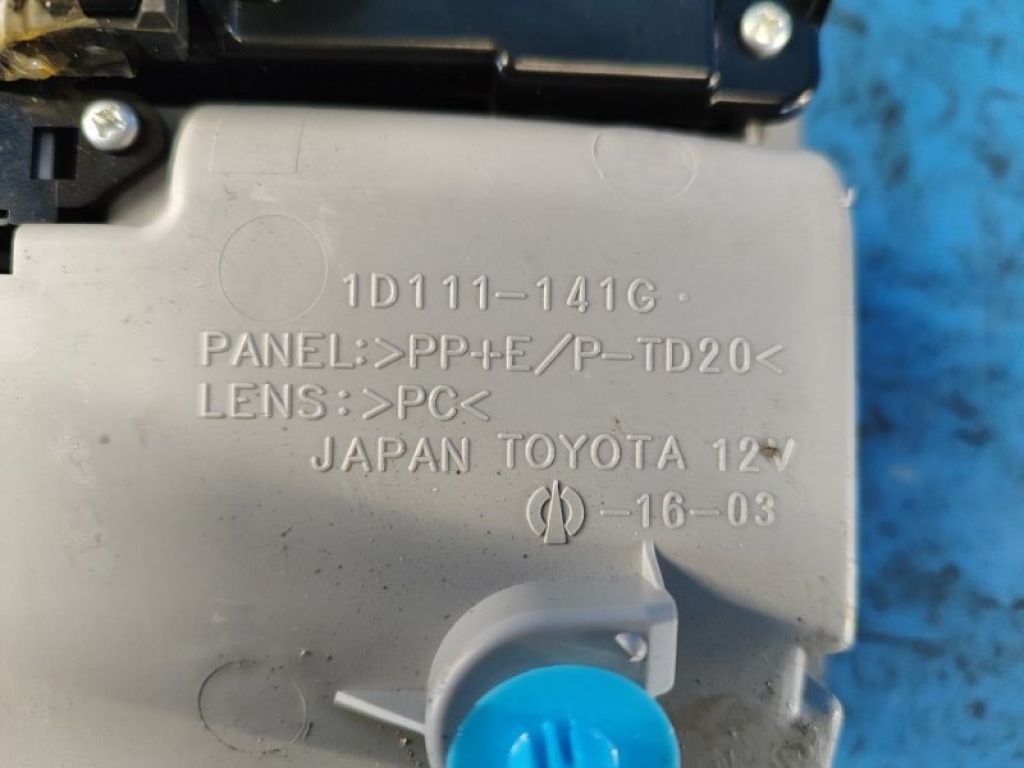 1D111-141G
PANEL:>PP+E/P-TD20<
LENS:>PC<
JAPAN TOYOTA 12V
-16-03